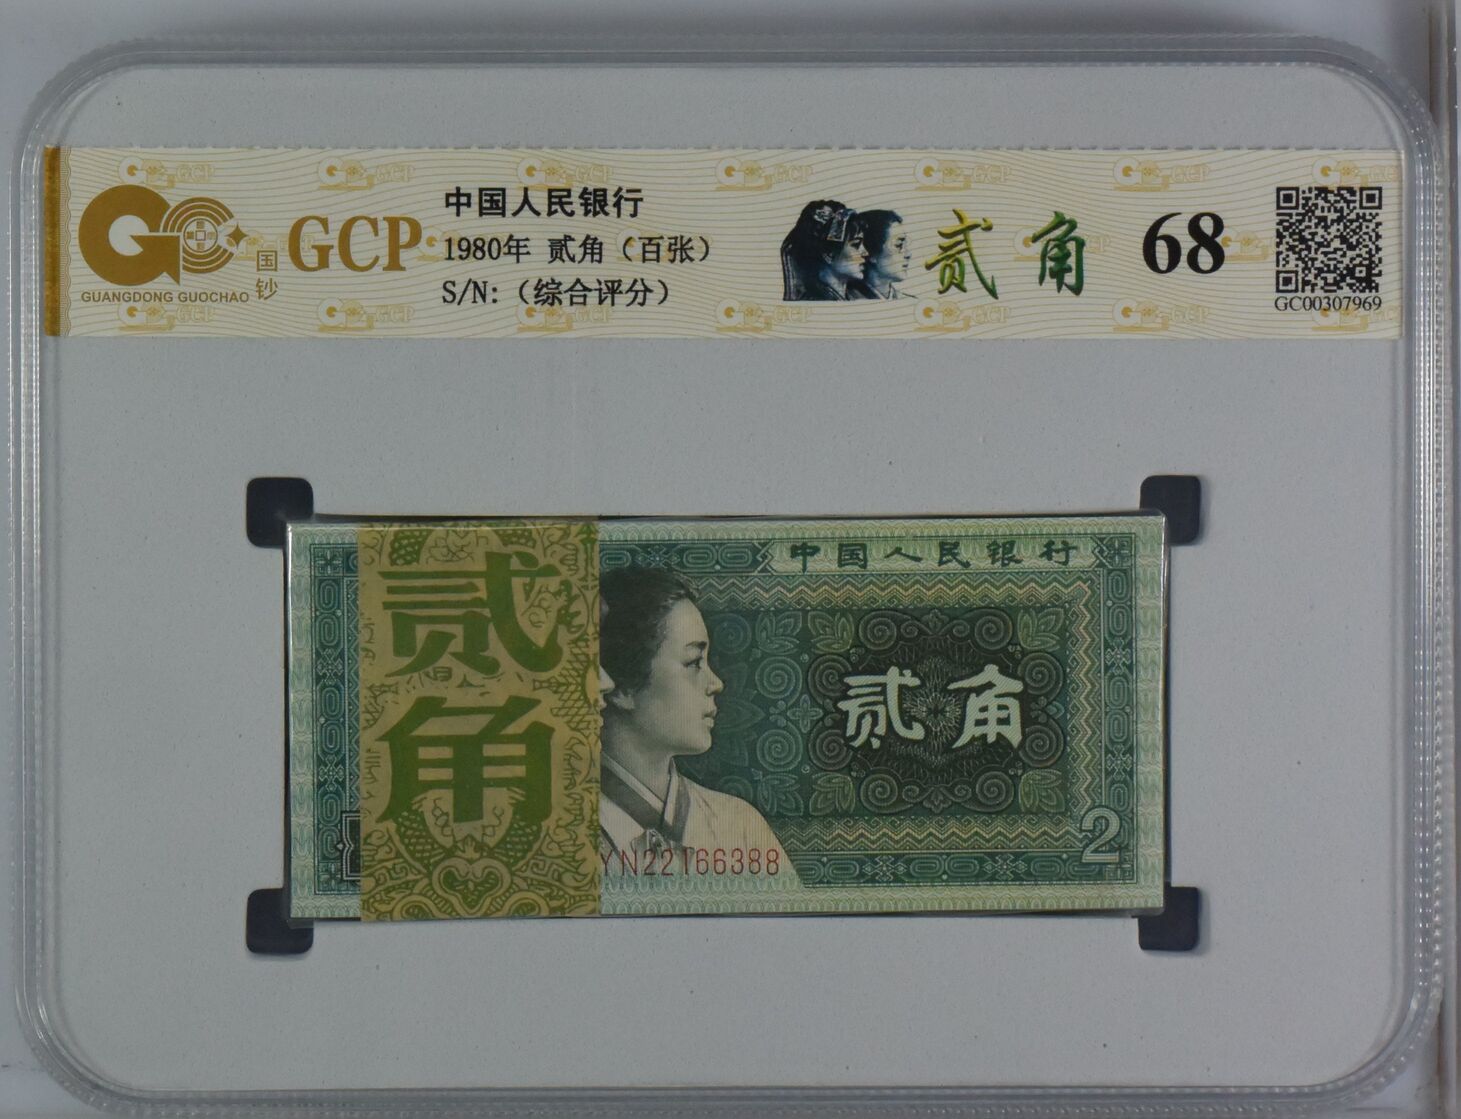 GCP
国钞
GUANGDONG GUOCHAO
中国人民银行
1980年 贰角（百张）
S/N:（综合评分）
贰角
68
GC00307969
贰角
中国人民银行
贰角
YN22166388
2